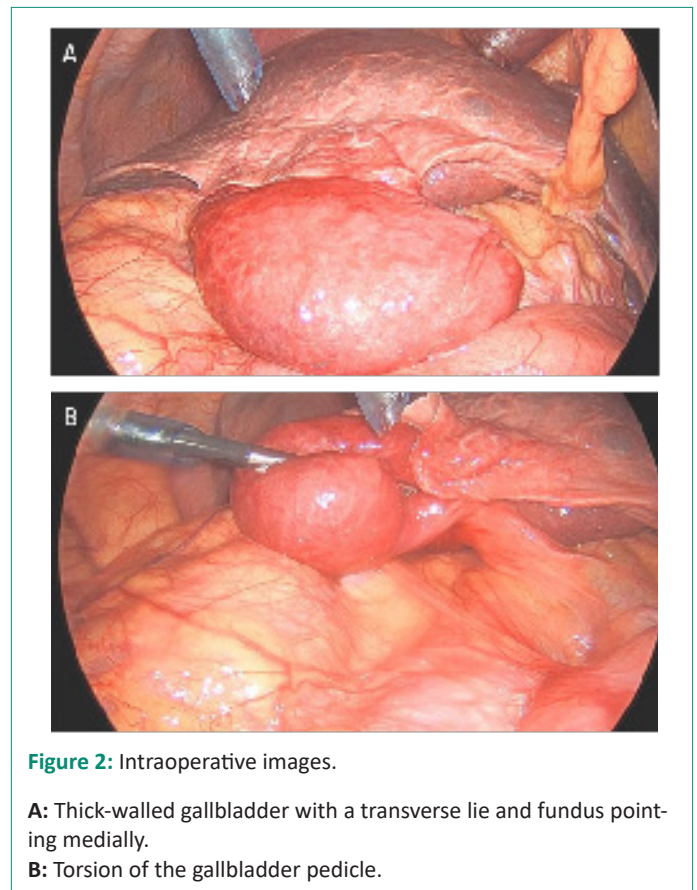 A
B
Figure 2: Intraoperative images.
A: Thick-walled gallbladder with a transverse lie and fundus point-
ing medially.
B: Torsion of the gallbladder pedicle.